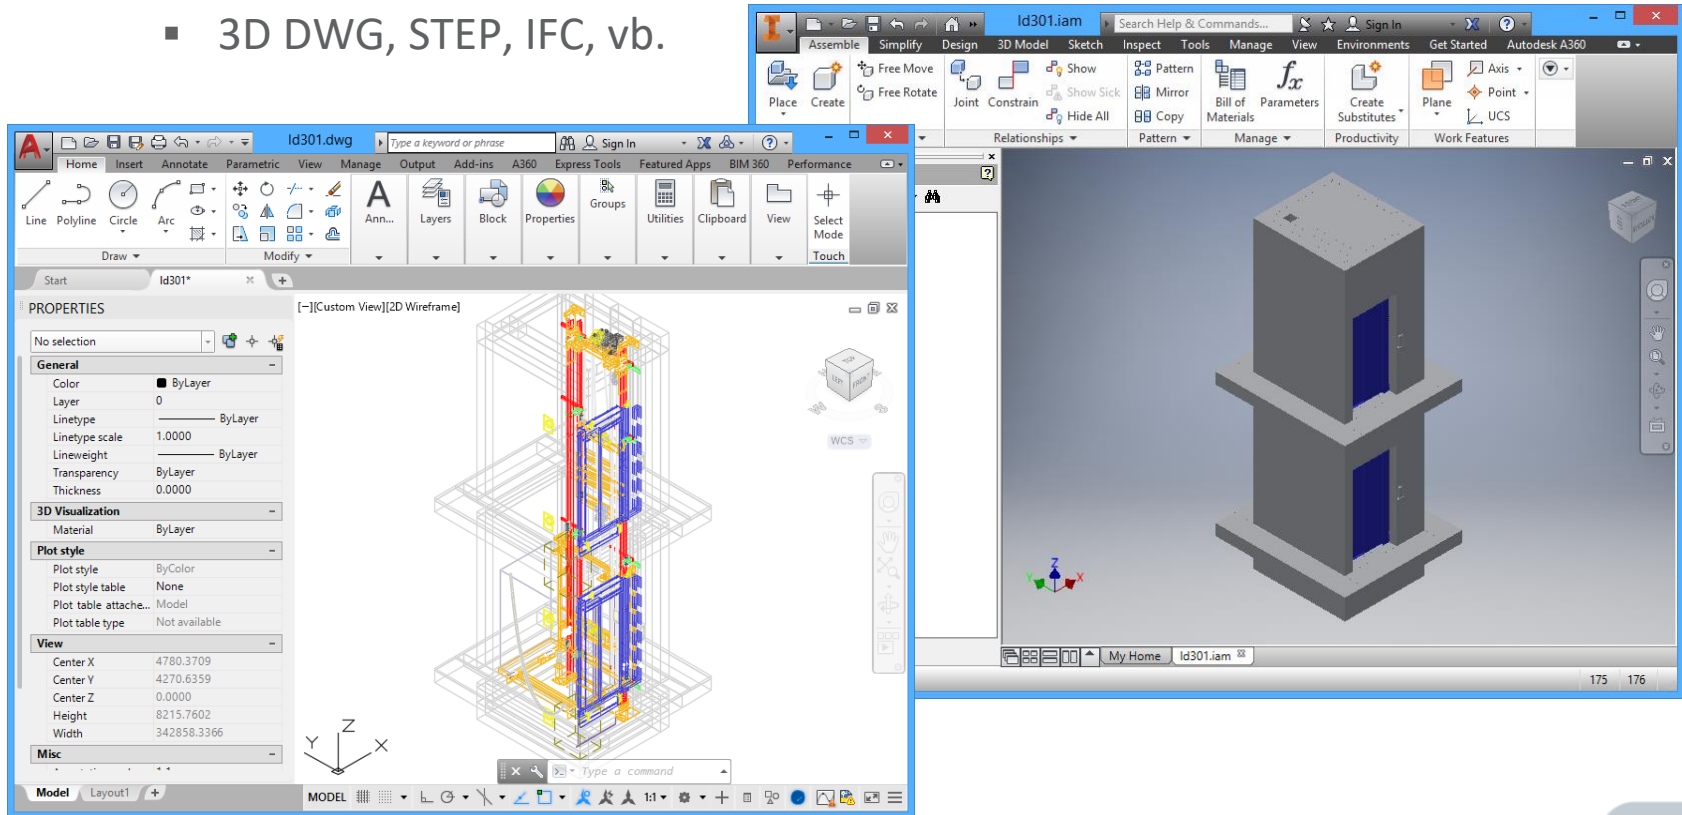 ▪ 3D DWG, STEP, IFC, vb.
Id301.iam Search Help & Commands... Sign In
Assemble Simplify Design 3D Model Sketch Inspect Tools Manage View Environments Get Started Autodesk A360
Place Create Free Move Free Rotate Joint Constrain Show Show Sick Hide All Pattern Mirror Copy Bill of Materials Parameters Create Substitutes Plane Axis Point UCS
Relationships Pattern Manage Productivity Work Features
Id301.dwg Type a keyword or phrase Sign In
Home Insert Annotate Parametric View Manage Output Add-ins A360 Express Tools Featured Apps BIM 360 Performance
Line Polyline Circle Arc Ann... Layers Block Properties Groups Utilities Clipboard View Select Mode
Draw Modify Touch
Start Id301*
PROPERTIES
[−][Custom View][2D Wireframe]
No selection
General
Color ByLayer
Layer 0
Linetype ByLayer
Linetype scale 1.0000
Lineweight ByLayer
Transparency ByLayer
Thickness 0.0000
3D Visualization
Material ByLayer
Plot style
Plot style ByColor
Plot style table None
Plot table attache... Model
Plot table type Not available
View
Center X 4780.3709
Center Y 4270.6359
Center Z 0.0000
Height 8215.7602
Width 342858.3366
Misc
TOP
LEFT FRONT
W
WCS
Z
Y X
Type a command
Model Layout1 +
MODEL 1:1
Z
Y X
My Home Id301.iam
175 176